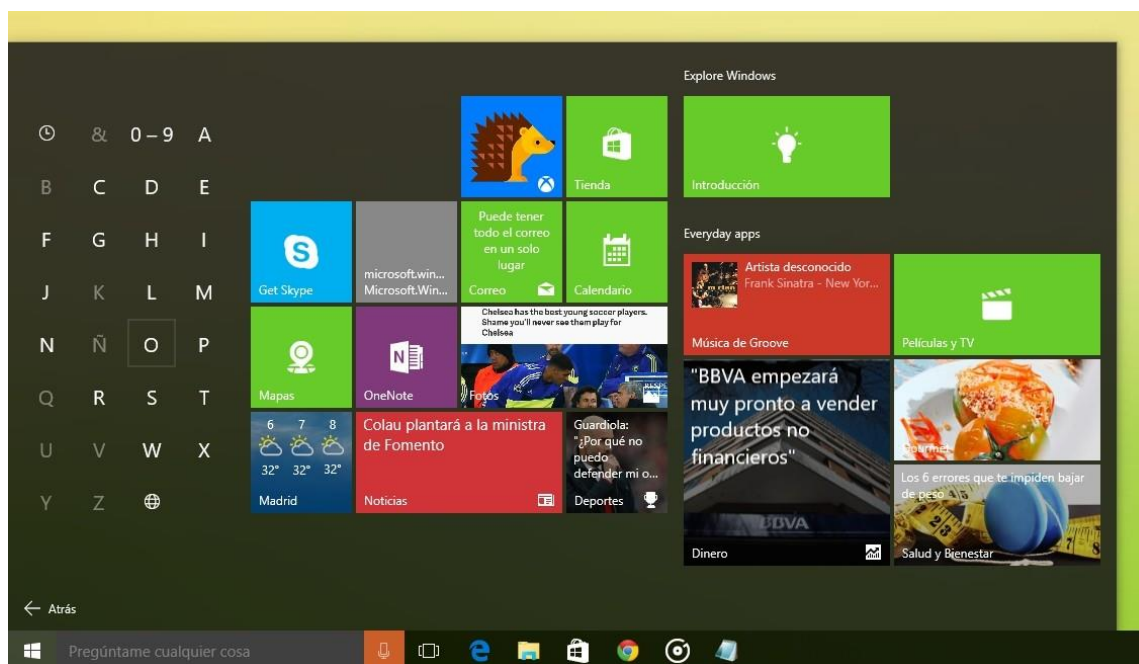 & 0 – 9 A
B C D E
F G H I
J K L M
N Ñ O P
Q R S T
U V W X
Y Z
Atrás
Tienda
Get Skype
microsoft.win...
Microsoft.Win...
Puede tener
todo el correo
en un solo
lugar
Correo
Calendario
Mapas
OneNote
Chelsea has the best young soccer players.
Shame you'll never see them play for
Chelsea
Fotos
6 7 8
32° 32° 32°
Madrid
Colau plantará a la ministra
de Fomento
Noticias
Guardiola:
"¿Por qué no
puedo
defender mi o...
Deportes
Explore Windows
Introducción
Everyday apps
Artista desconocido
Frank Sinatra - New Yor...
Música de Groove
Películas y TV
"BBVA empezará
muy pronto a vender
productos no
financieros"
BBVA
Dinero
Gourmet
Los 6 errores que te impiden bajar
de peso
Salud y Bienestar
Pregúntame cualquier cosa